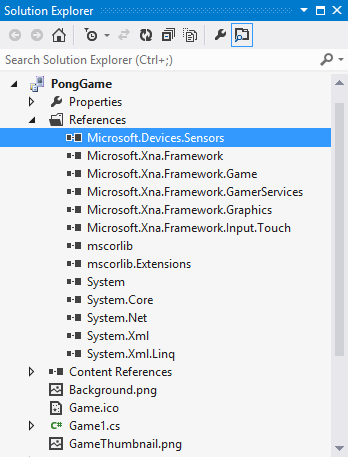 Solution Explorer
Search Solution Explorer (Ctrl+;)
PongGame
Properties
References
Microsoft.Devices.Sensors
Microsoft.Xna.Framework
Microsoft.Xna.Framework.Game
Microsoft.Xna.Framework.GamerServices
Microsoft.Xna.Framework.Graphics
Microsoft.Xna.Framework.Input.Touch
mscorlib
mscorlib.Extensions
System
System.Core
System.Net
System.Xml
System.Xml.Linq
Content References
Background.png
Game.ico
C# Game1.cs
GameThumbnail.png